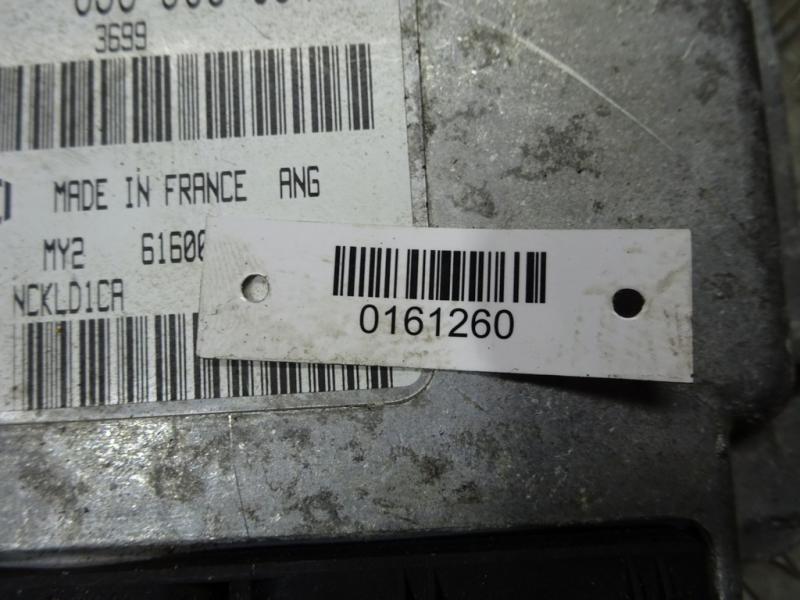 3699
MADE IN FRANCE ANG
MY2
NCKLD1CA
0161260